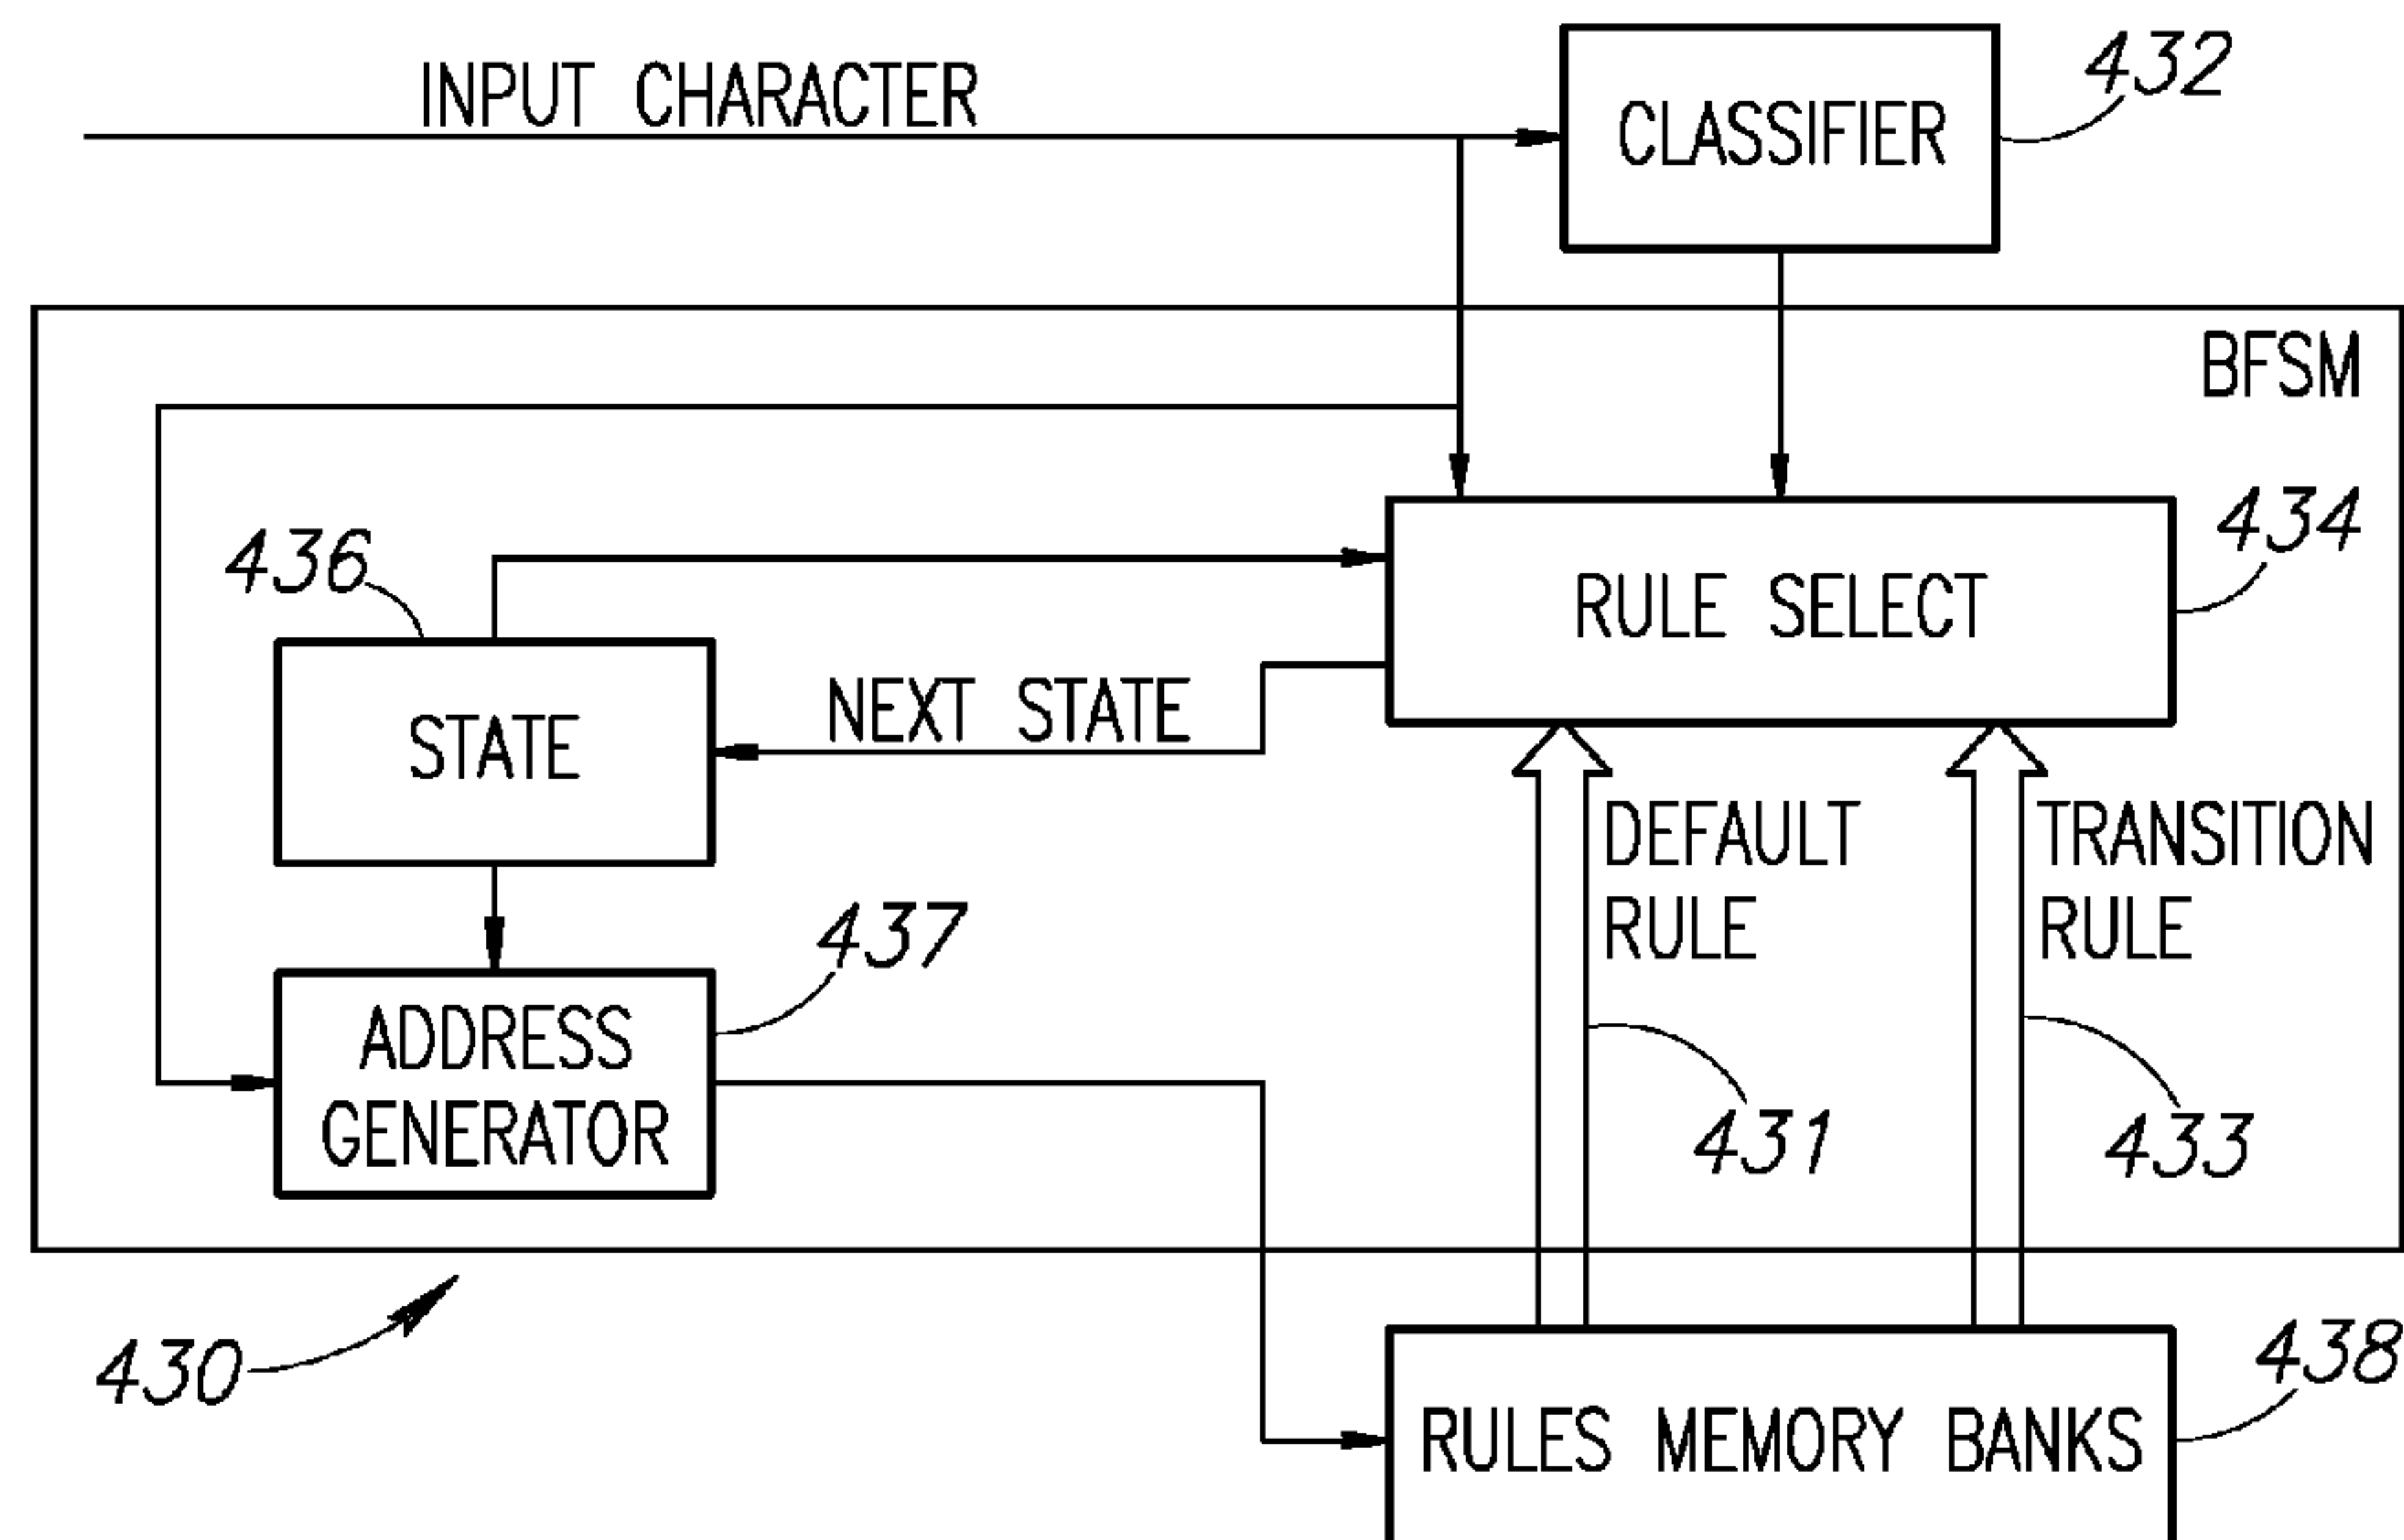 INPUT CHARACTER
CLASSIFIER
432
BFSM
434
436
RULE SELECT
NEXT STATE
STATE
DEFAULT
RULE
TRANSITION
RULE
437
ADDRESS
GENERATOR
431
433
430
438
RULES MEMORY BANKS